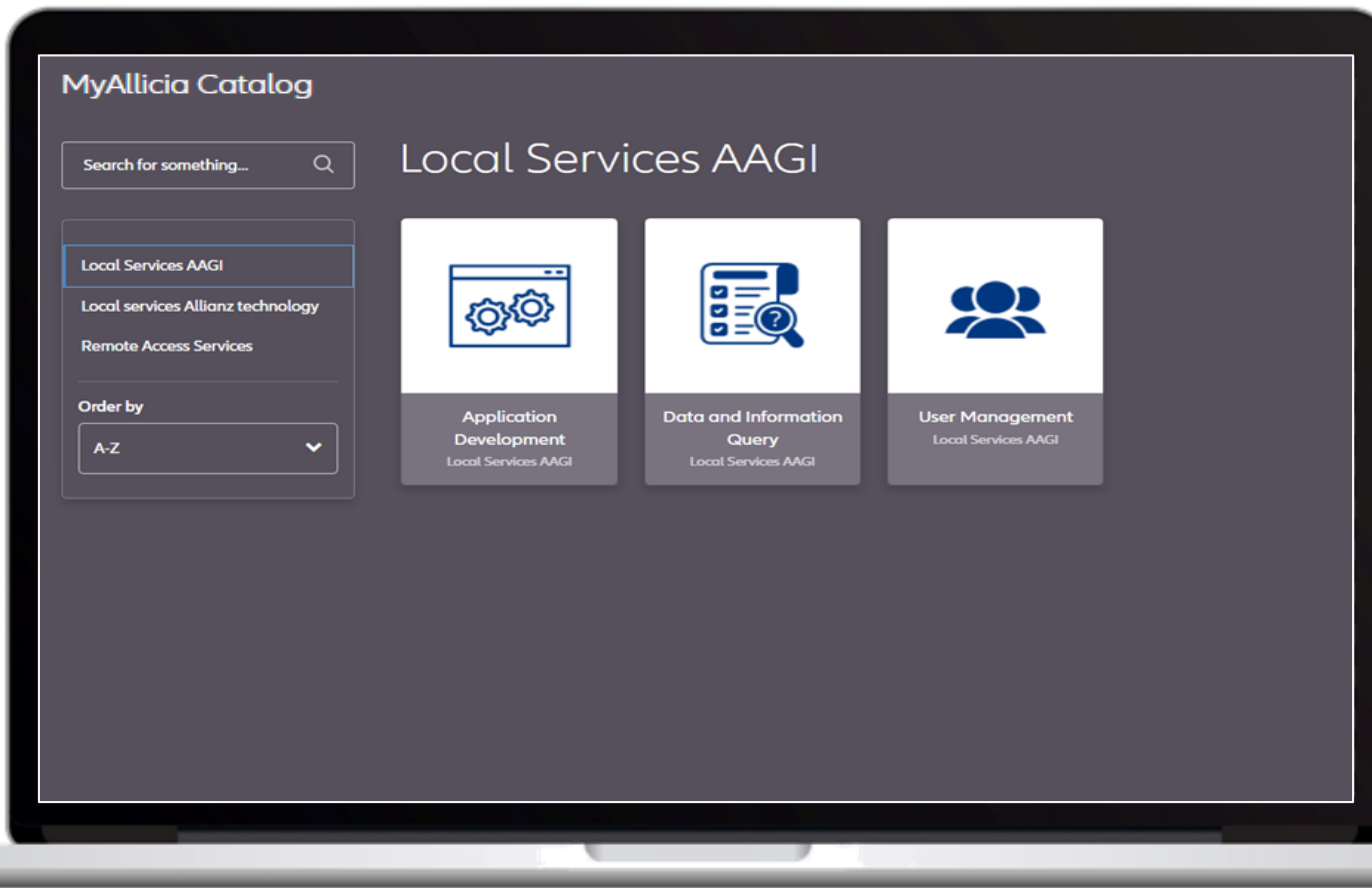 MyAllicia Catalog
Search for something...
Local Services AAGI
Local services Allianz technology
Remote Access Services
Order by
A-Z
Local Services AAGI
Application
Development
Local Services AAGI
Data and Information
Query
Local Services AAGI
User Management
Local Services AAGI